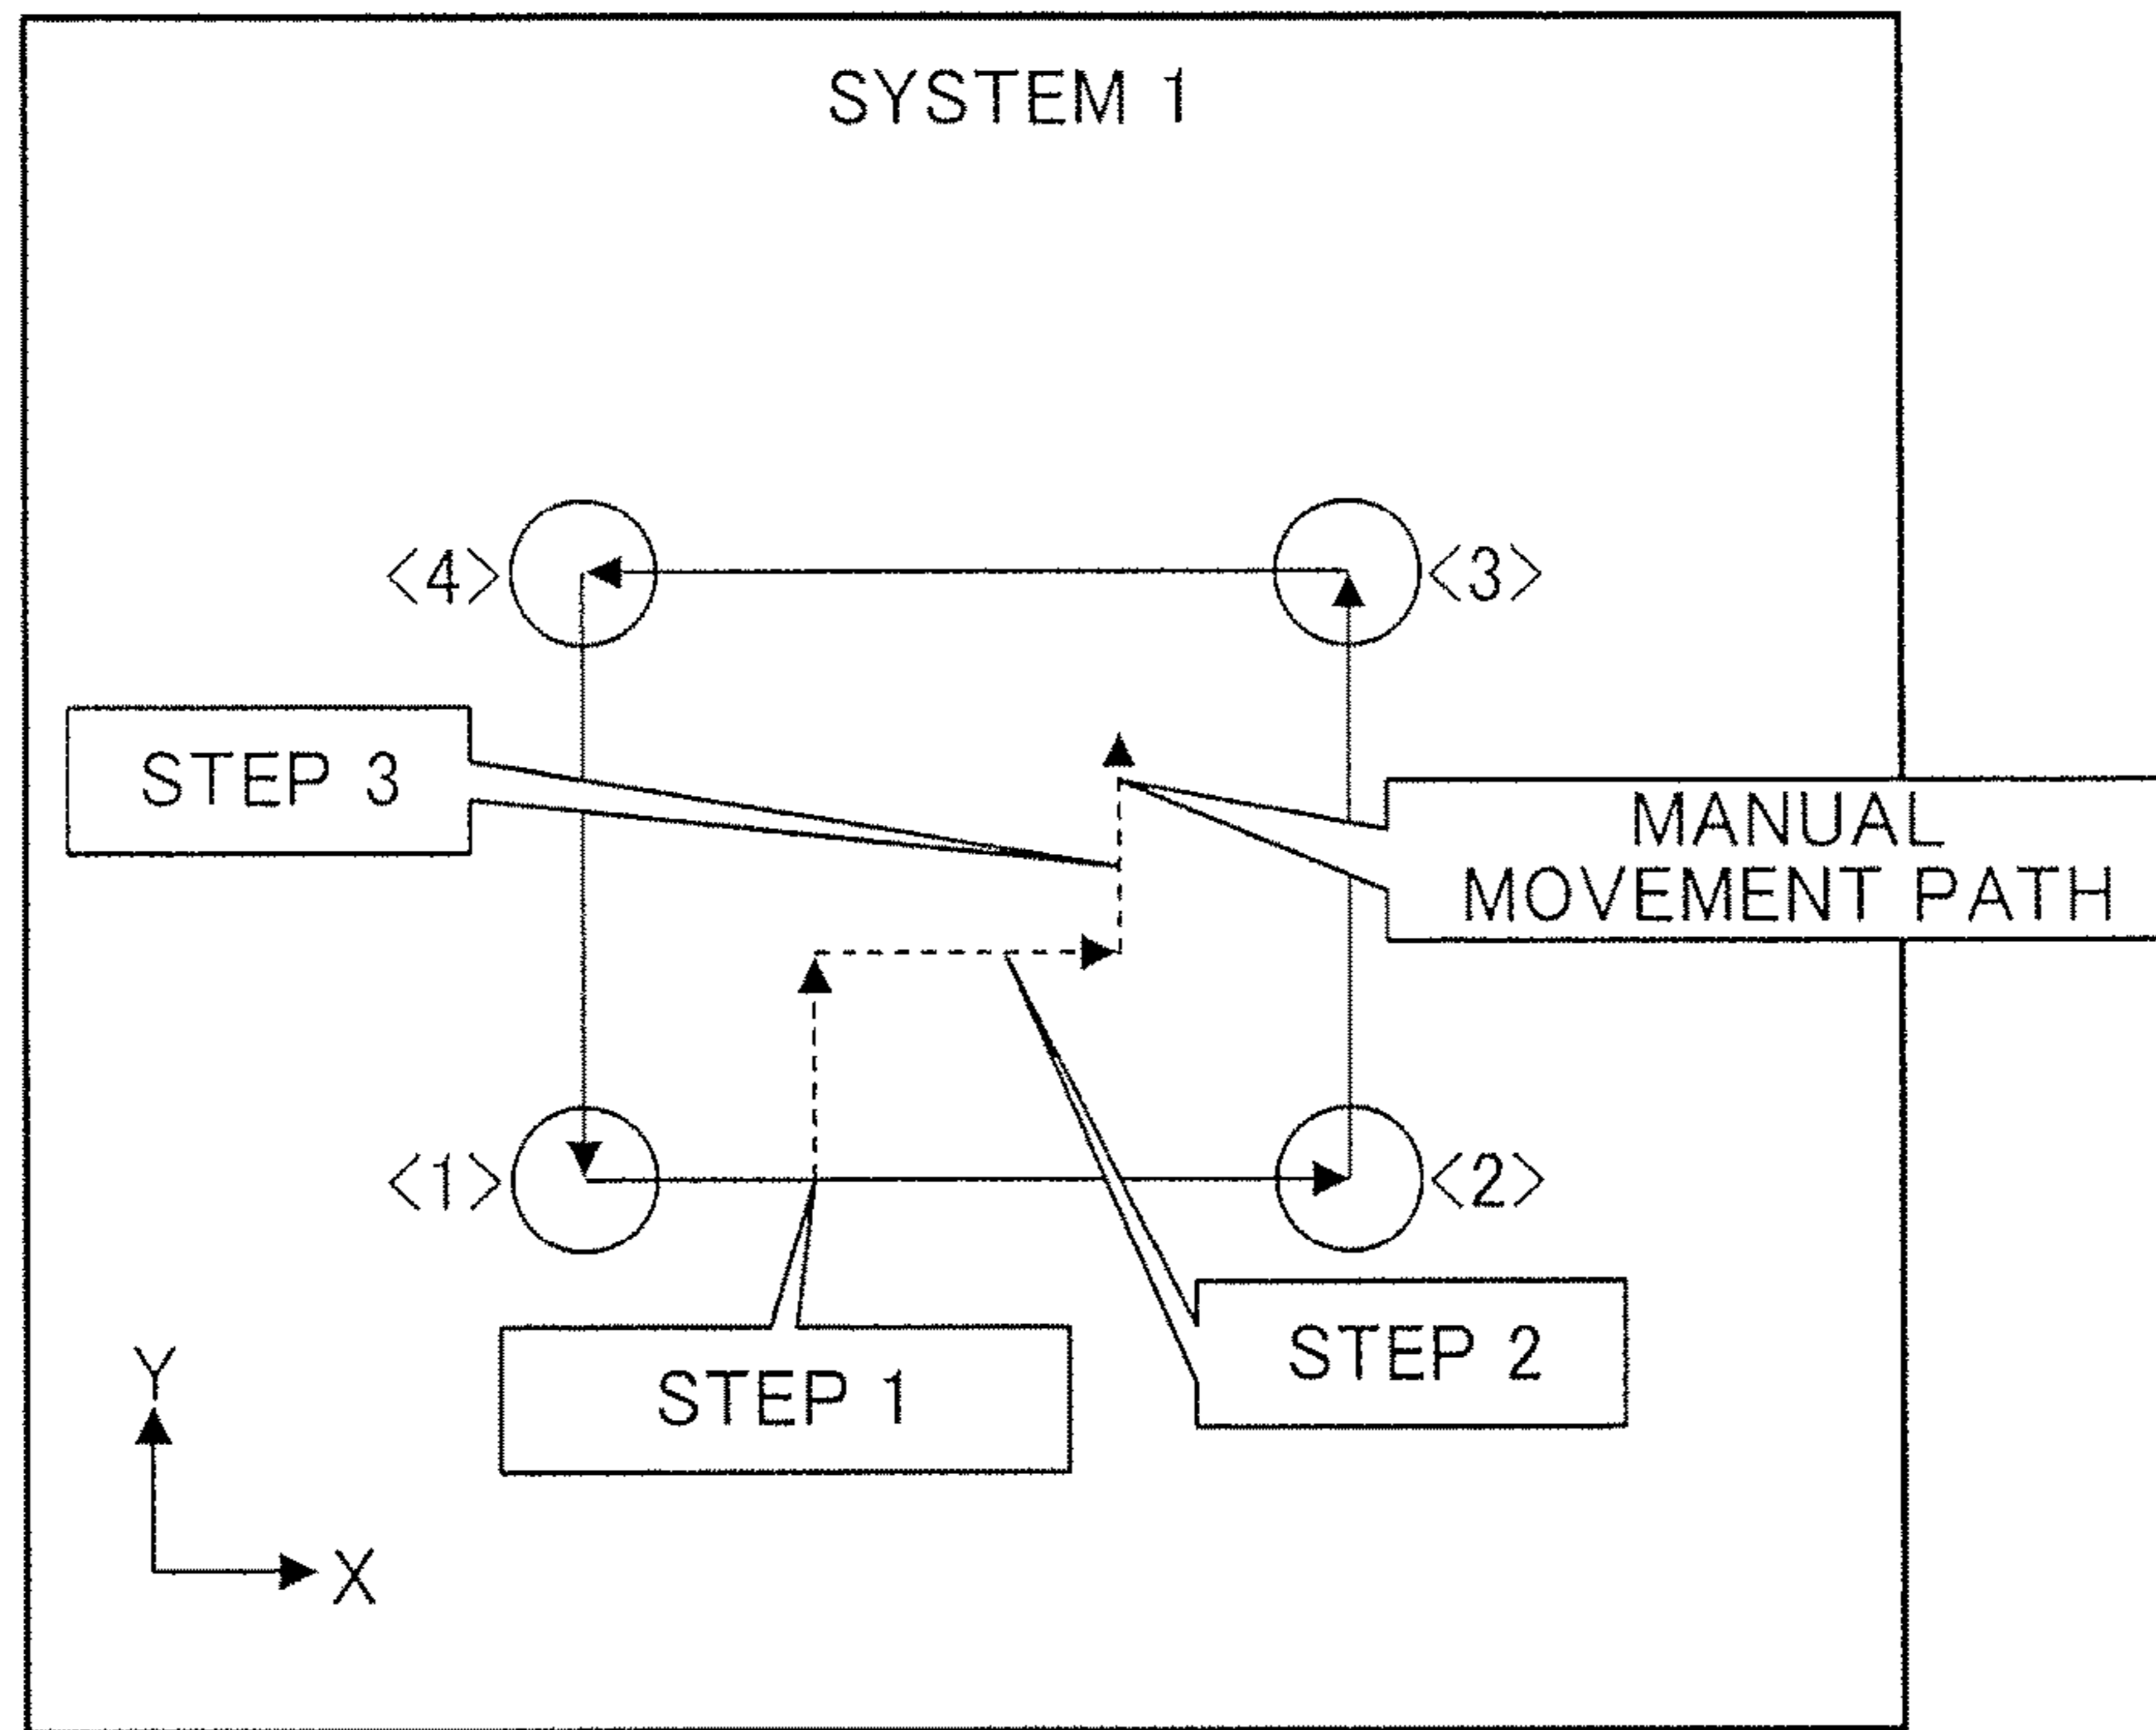 SYSTEM 1
<4>
<3>
STEP 3
MANUAL
MOVEMENT PATH
<1>
<2>
STEP 1
STEP 2
Y
X